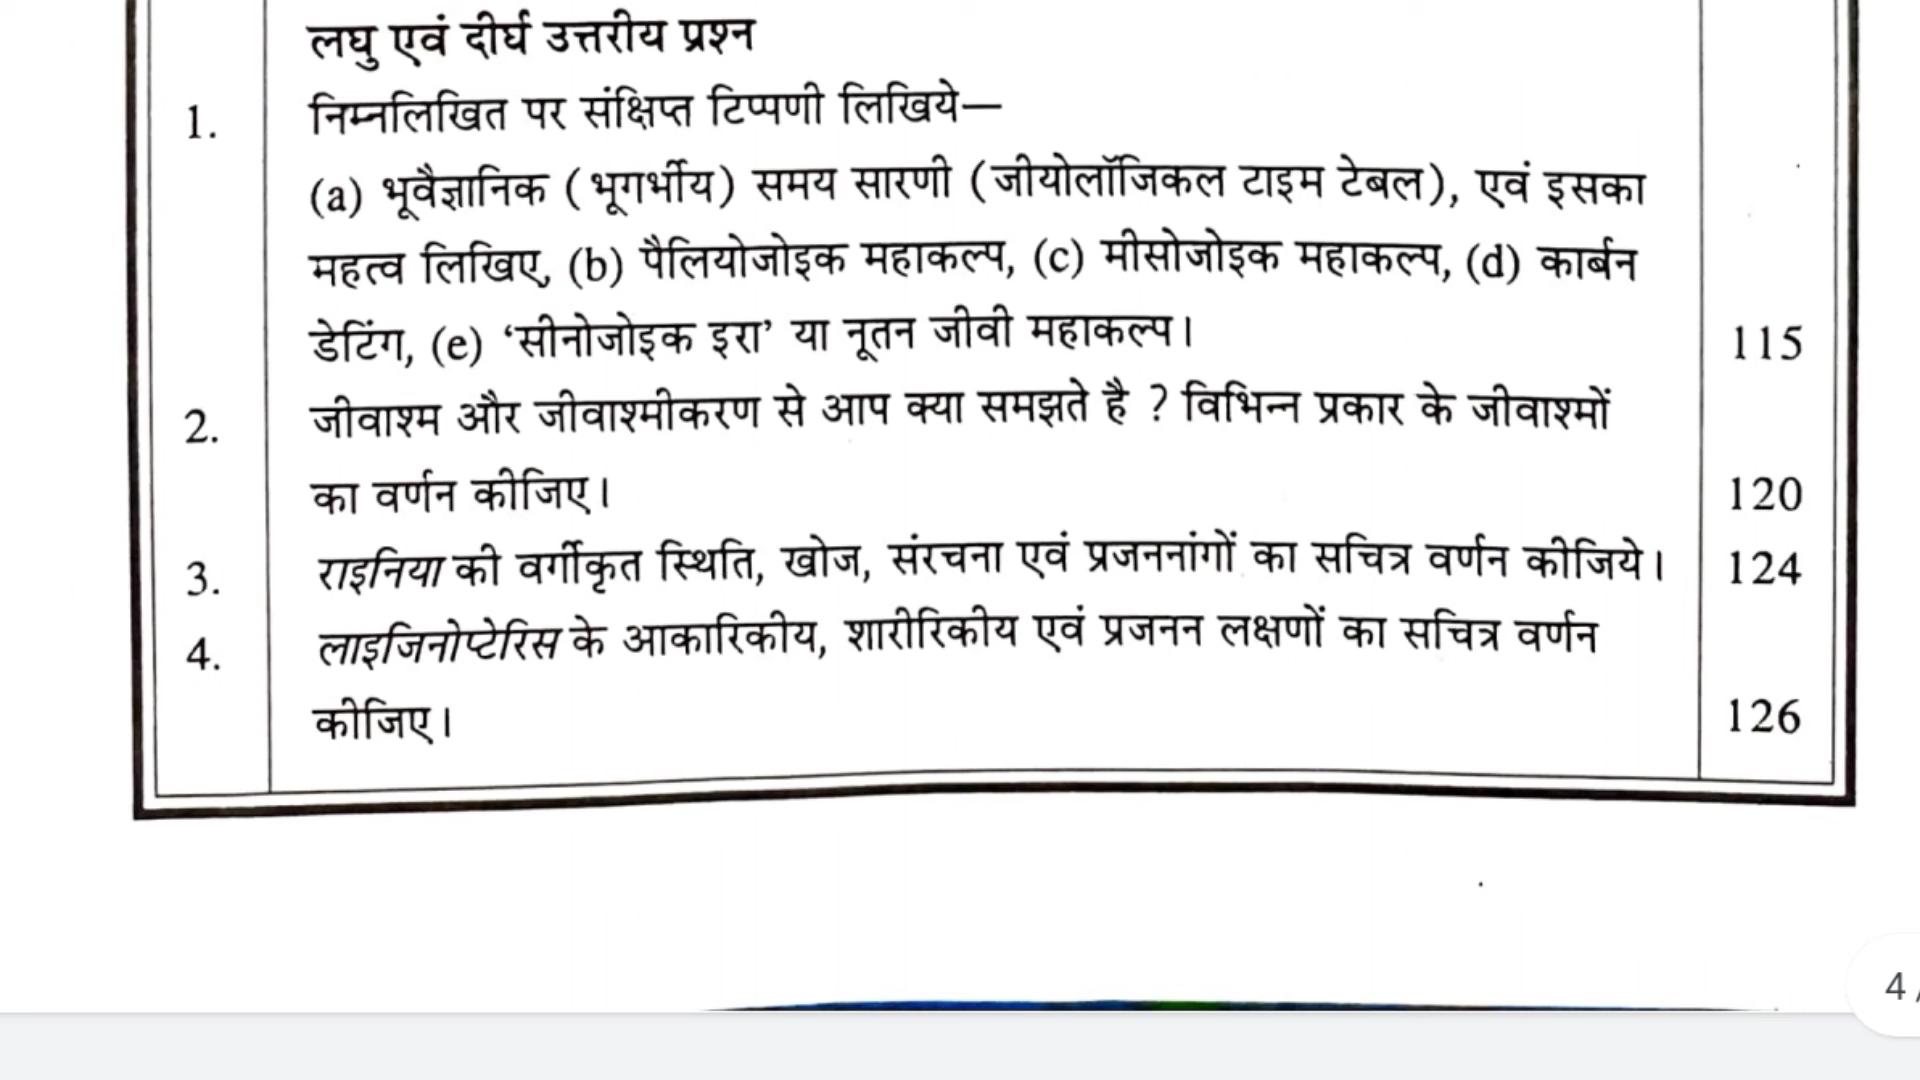 लघु एवं दीर्घ उत्तरीय प्रश्न
1. निम्नलिखित पर संक्षिप्त टिप्पणी लिखिये—
(a) भूवैज्ञानिक (भूगर्भीय) समय सारणी (जीयोलॉजिकल टाइम टेबल), एवं इसका
महत्व लिखिए, (b) पैलियोजोइक महाकल्प, (c) मीसोजोइक महाकल्प, (d) कार्बन
डेटिंग, (e) ‘सीनोजोइक इरा’ या नूतन जीवी महाकल्प। 115
2. जीवाश्म और जीवाश्मीकरण से आप क्या समझते है ? विभिन्न प्रकार के जीवाश्मों
का वर्णन कीजिए। 120
3. राइनिया की वर्गीकृत स्थिति, खोज, संरचना एवं प्रजननांगों का सचित्र वर्णन कीजिये। 124
4. लाइजिनोप्टेरिस के आकारिकीय, शारीरिकीय एवं प्रजनन लक्षणों का सचित्र वर्णन
कीजिए। 126
4 /